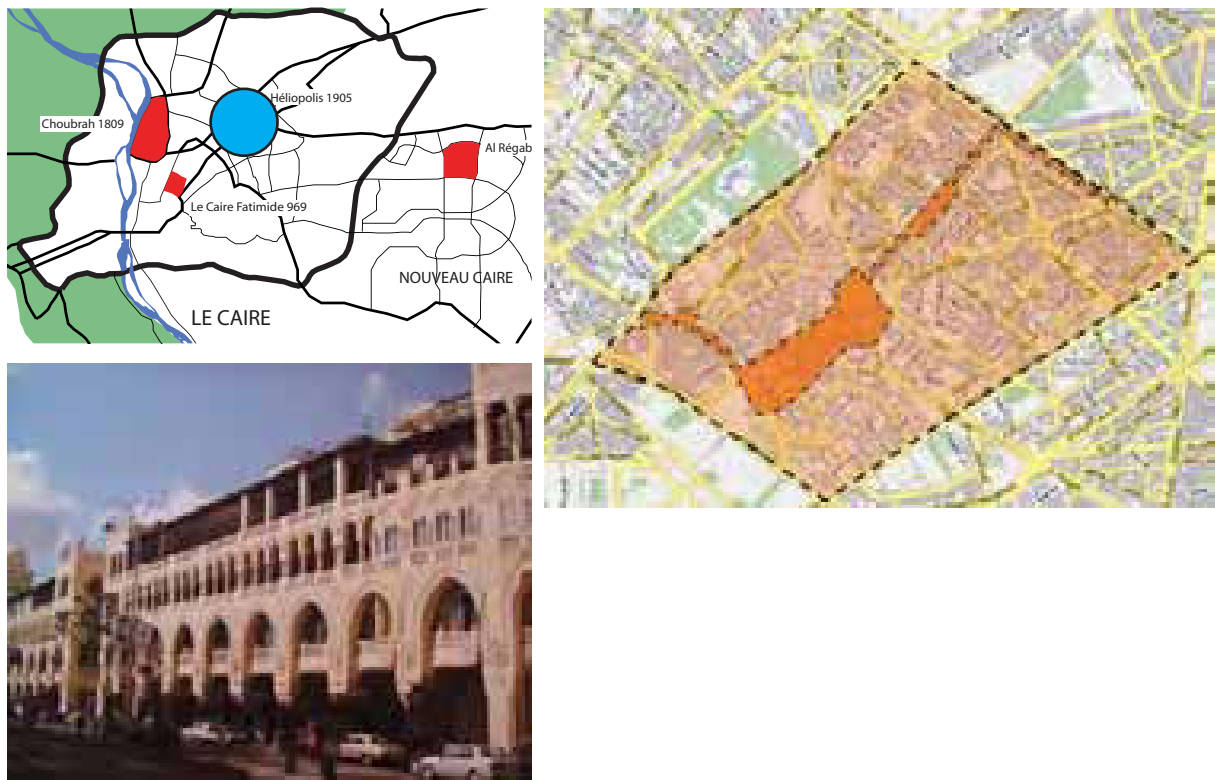 Héliopolis 1905
Choubrah 1809
Al Régab
Le Caire Fatimide 969
NOUVEAU CAIRE
LE CAIRE